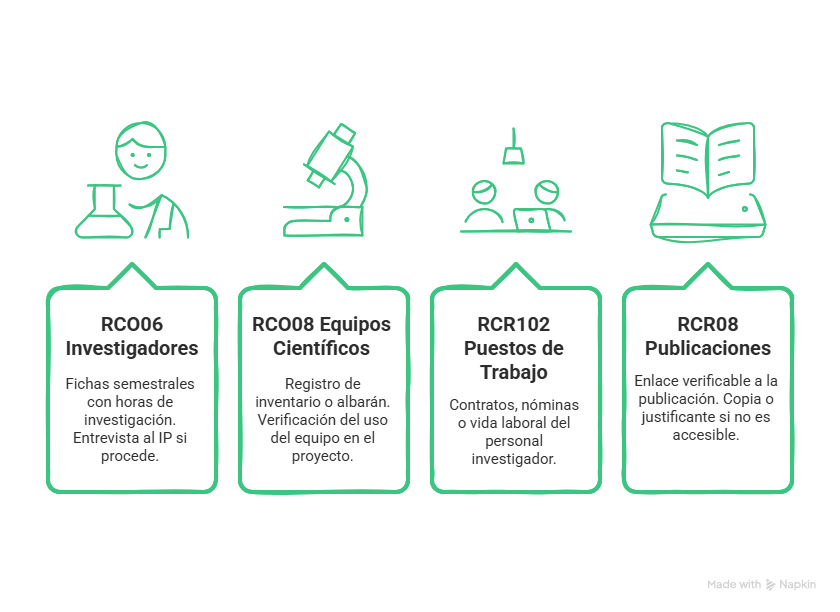 RCO06
Investigadores
Fichas semestrales
con horas de
investigación.
Entrevista al IP si
procede.
RCO08 Equipos
Científicos
Registro de
inventario o albarán.
Verificación del uso
del equipo en el
proyecto.
RCR102
Puestos de
Trabajo
Contratos, nóminas
o vida laboral del
personal
investigador.
RCR08
Publicaciones
Enlace verificable a la
publicación. Copia o
justificante si no es
accesible.
Made with Napkin